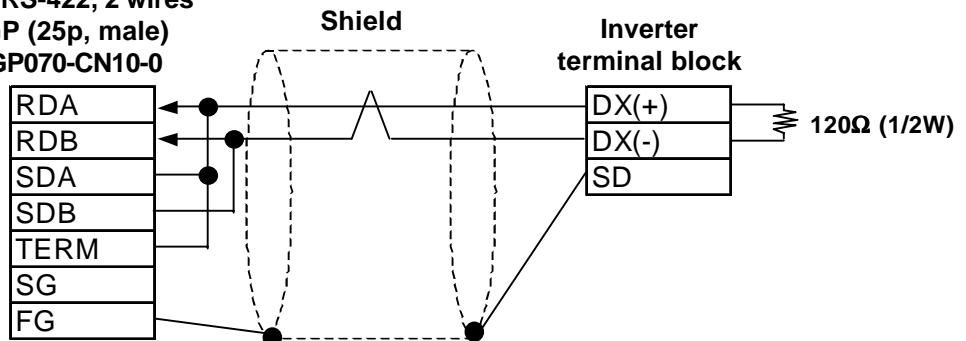 RS-422, 2 wires
GP (25p, male)
GP070-CN10-0
Shield
Inverter
terminal block
RDA
RDB
SDA
SDB
TERM
SG
FG
DX(+)
DX(-)
SD
120Ω (1/2W)